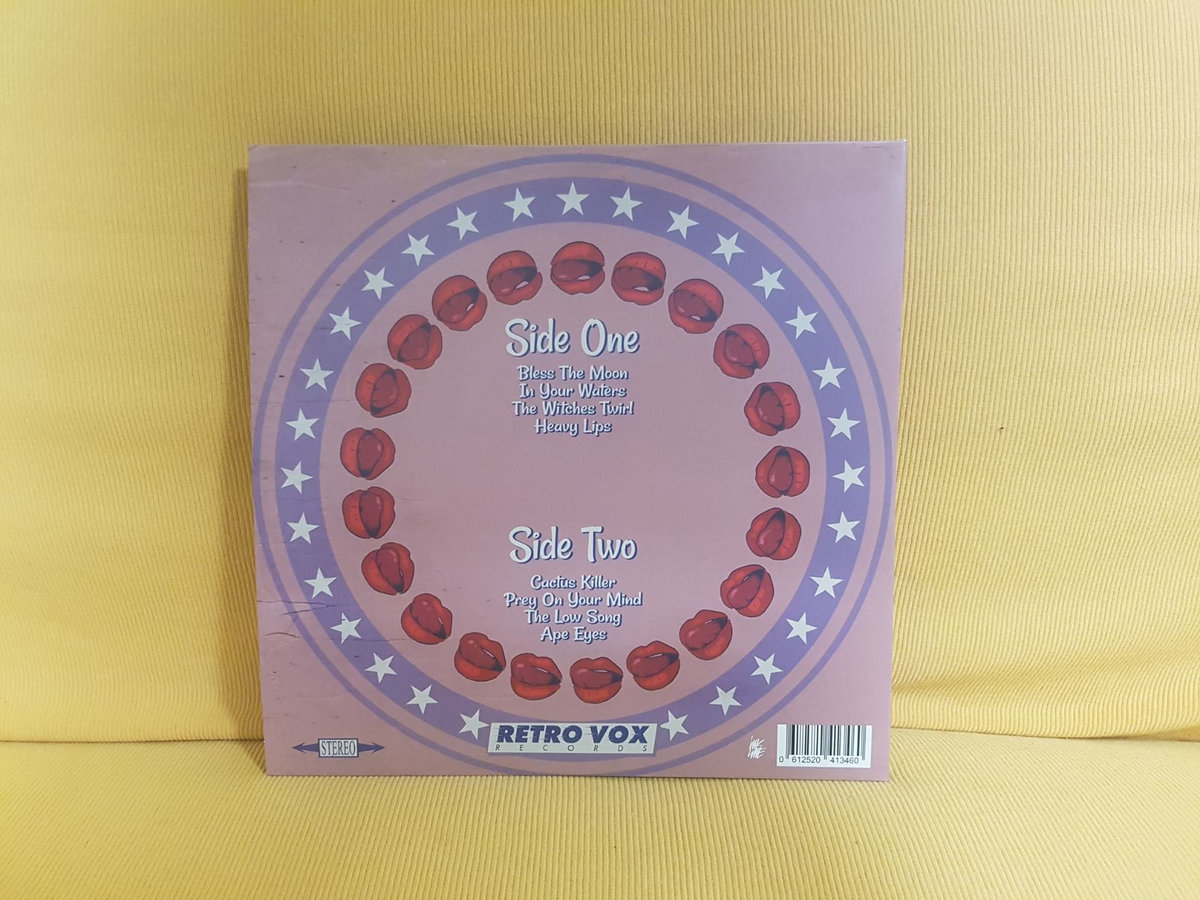 Side One
Bless The Moon
In Your Waters
The Witches Twirl
Heavy Lips
Side Two
Cactus Killer
Prey On Your Mind
The Low Song
Ape Eyes
RETRO VOX
RECORDS
STEREO
0 612520 413460